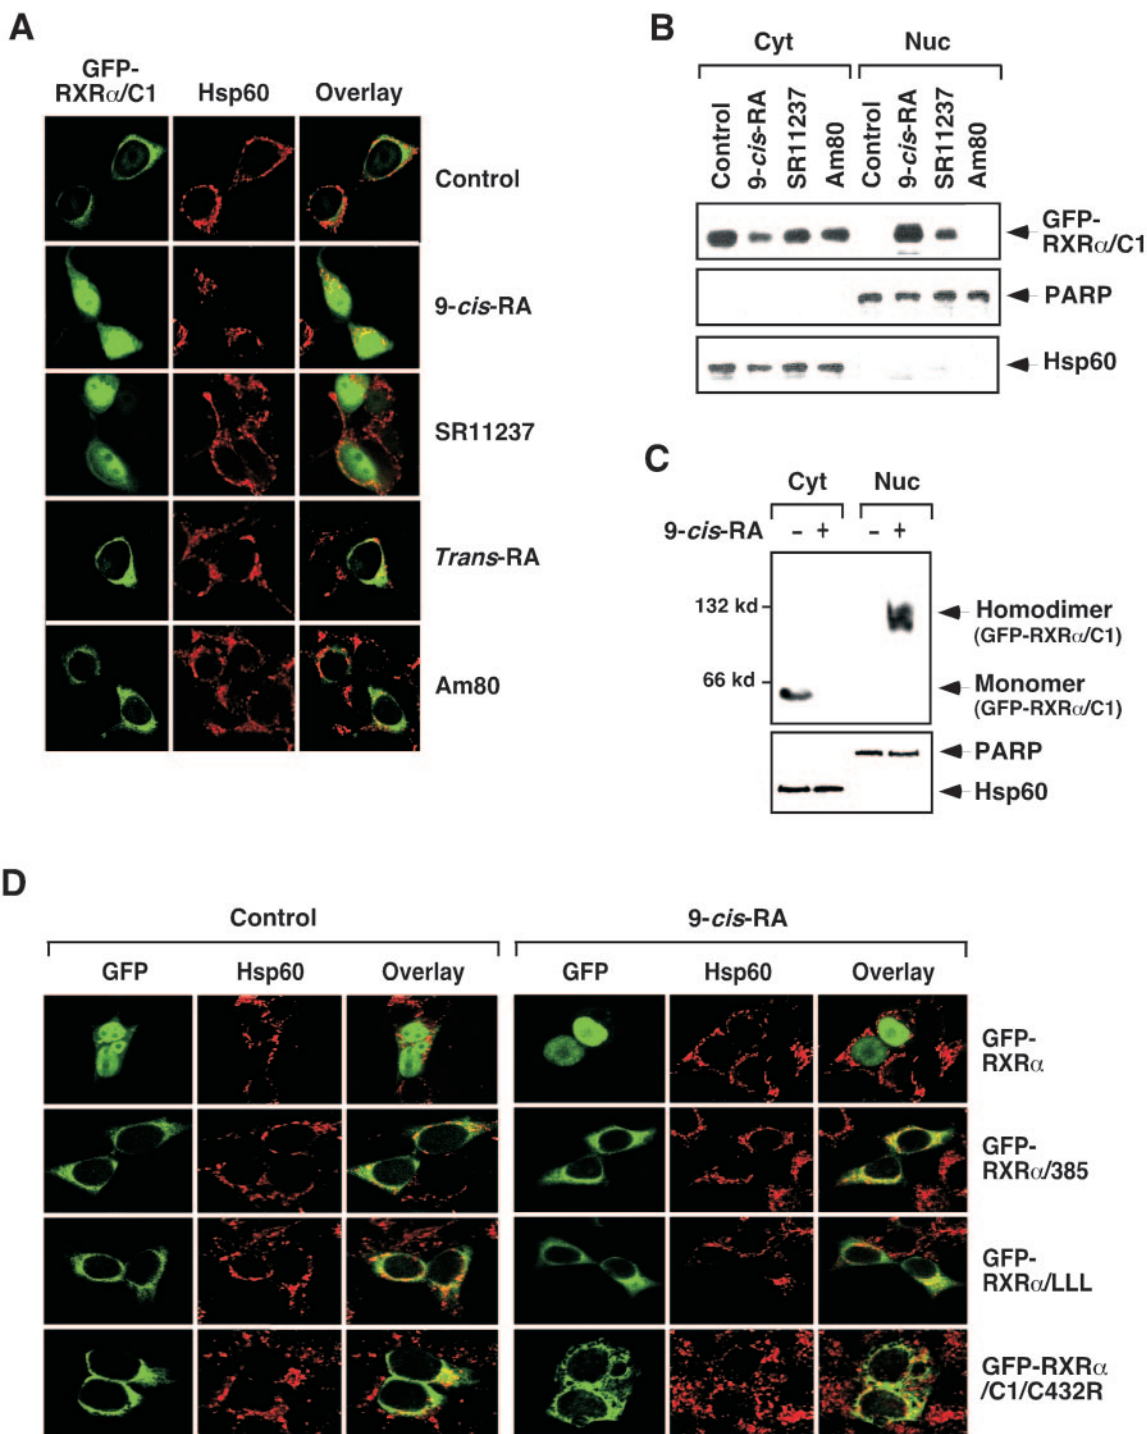 A
GFP-
RXRα/C1
Hsp60
Overlay
Control
9-cis-RA
SR11237
Trans-RA
Am80
B
Cyt
Nuc
Control
9-cis-RA
SR11237
Am80
Control
9-cis-RA
SR11237
Am80
GFP-
RXRα/C1
PARP
Hsp60
C
Cyt
Nuc
9-cis-RA
- + - +
132 kd
66 kd
Homodimer
(GFP-RXRα/C1)
Monomer
(GFP-RXRα/C1)
PARP
Hsp60
D
Control
9-cis-RA
GFP
Hsp60
Overlay
GFP
Hsp60
Overlay
GFP-
RXRα
GFP-
RXRα/385
GFP-
RXRα/LLL
GFP-RXRα
/C1/C432R